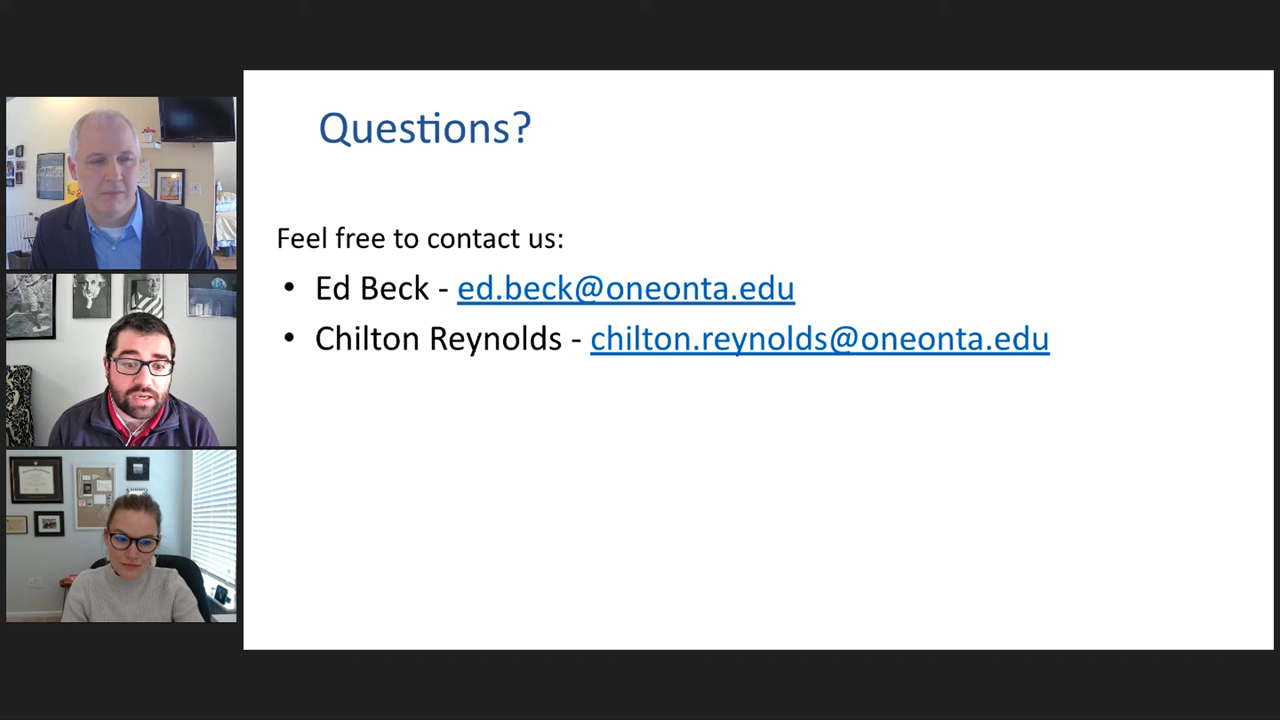 Questions?
Feel free to contact us:
• Ed Beck - ed.beck@oneonta.edu
• Chilton Reynolds - chilton.reynolds@oneonta.edu